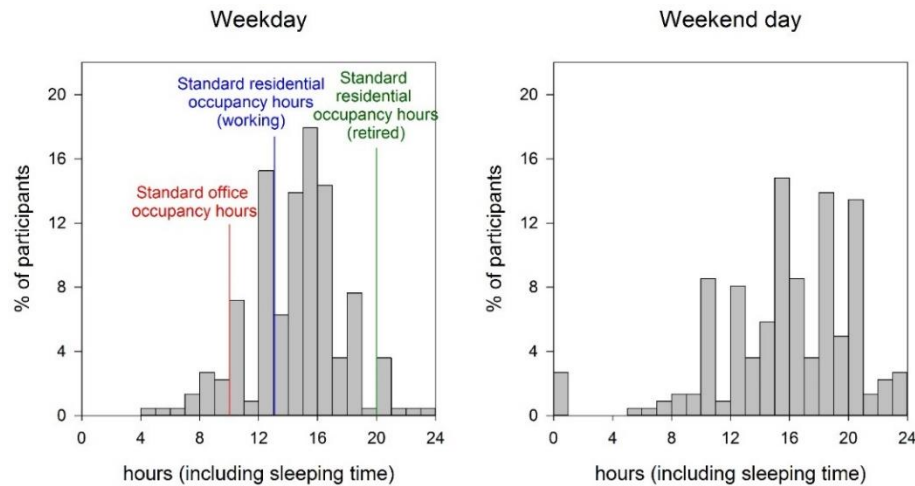 Weekday
Weekend day
20
16
12
8
4
0
% of participants
Standard residential
occupancy hours
(working)
Standard
residential
occupancy hours
(retired)
Standard office
occupancy hours
0 4 8 12 16 20 24
hours (including sleeping time)
20
16
12
8
4
0
% of participants
0 4 8 12 16 20 24
hours (including sleeping time)